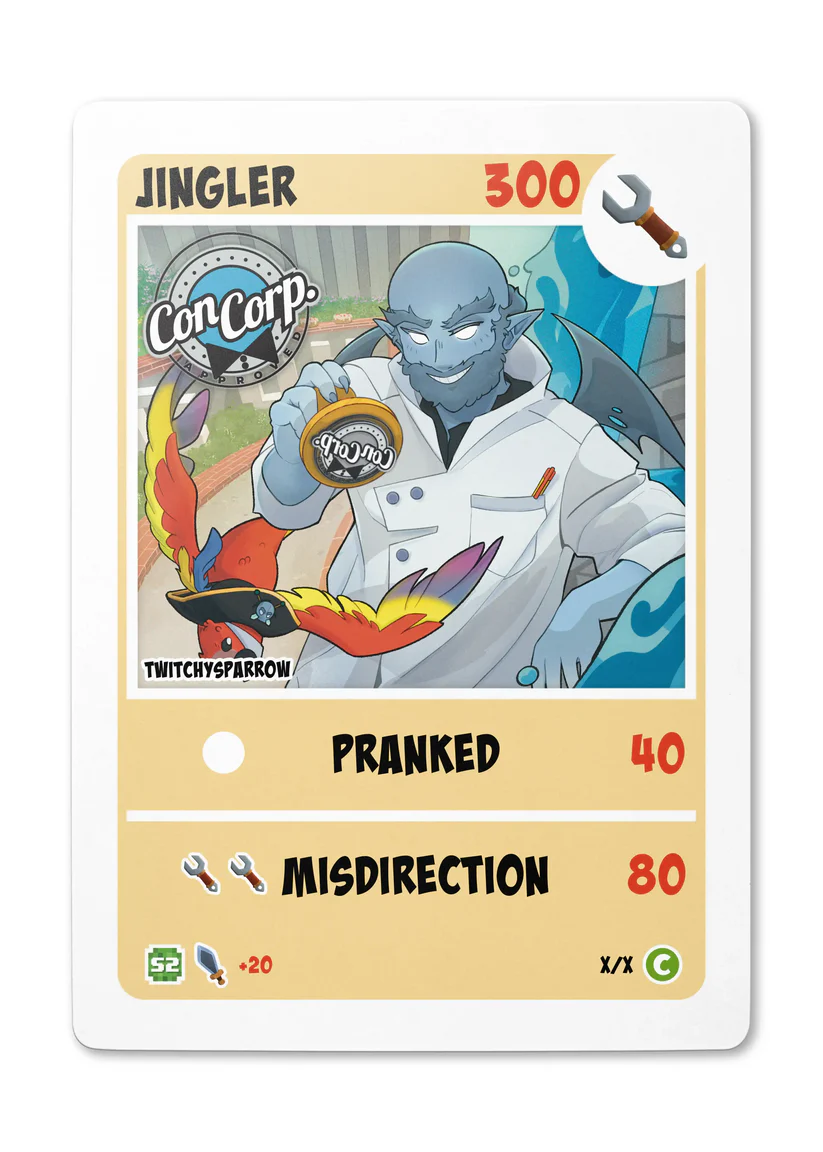 JINGLER 300
ConCorp.
APPROVED
ConCorp.
TWITCHYSPARROW
PRANKED 40
MISDIRECTION 80
S2 +20 X/X C